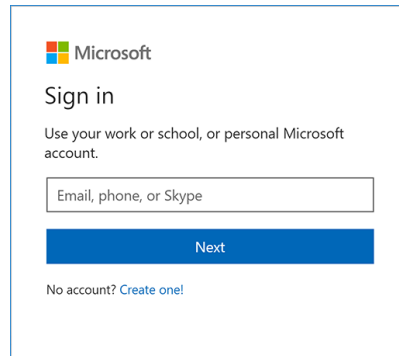 Microsoft
Sign in
Use your work or school, or personal Microsoft
account.
Email, phone, or Skype
Next
No account? Create one!